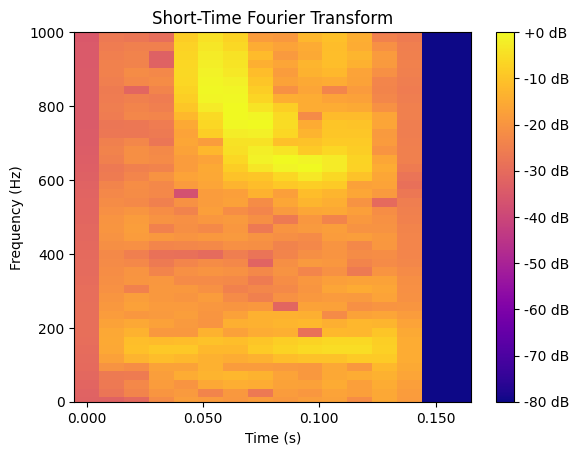 Short-Time Fourier Transform
1000
800
600
400
200
0
Frequency (Hz)
0.000
0.050
0.100
0.150
Time (s)
+0 dB
-10 dB
-20 dB
-30 dB
-40 dB
-50 dB
-60 dB
-70 dB
-80 dB